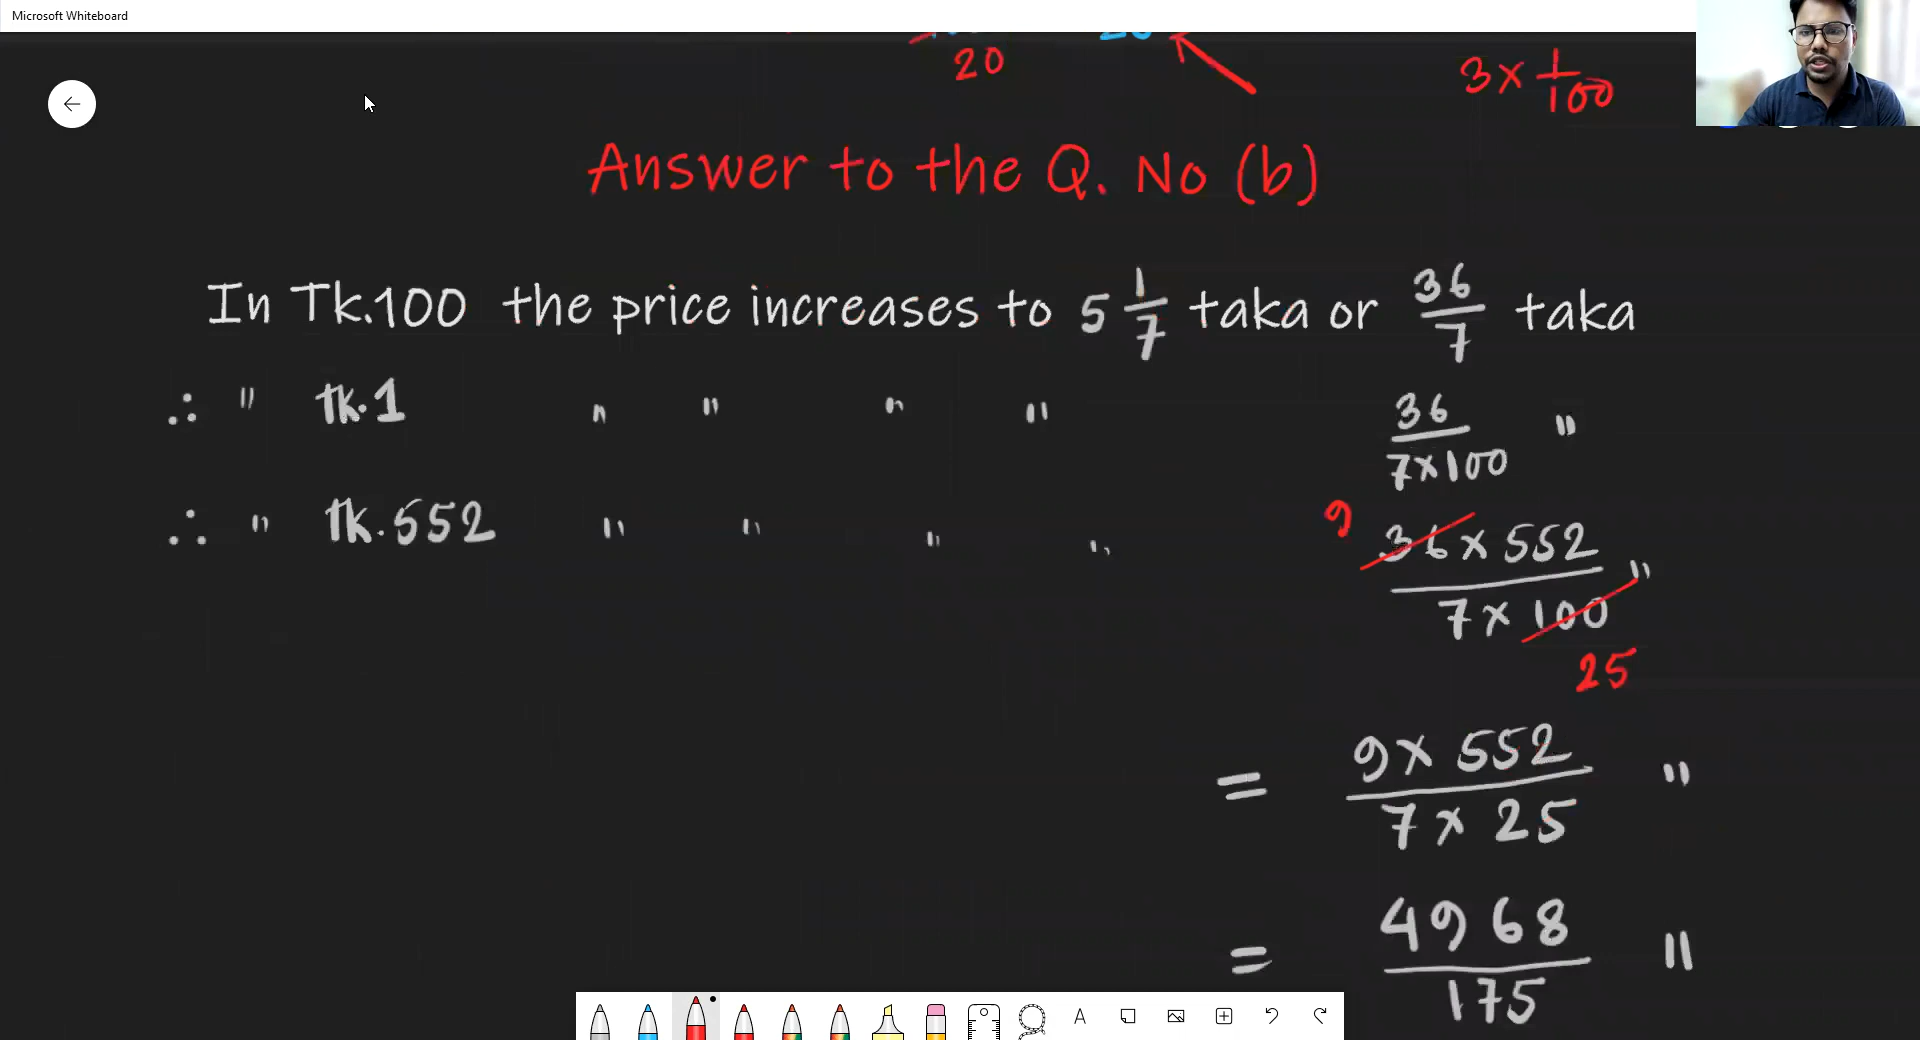 Microsoft Whiteboard
20
3 × 1/100
Answer to the Q. No (b)
In Tk.100 the price increases to 5 1/7 taka or 36/7 taka
∴ " tk.1 " " " " 36/7×100 "
∴ " tk.552 " " " " 36×552/7×100 "
9
25
= 9×552/7×25 "
= 4968/175 "
A